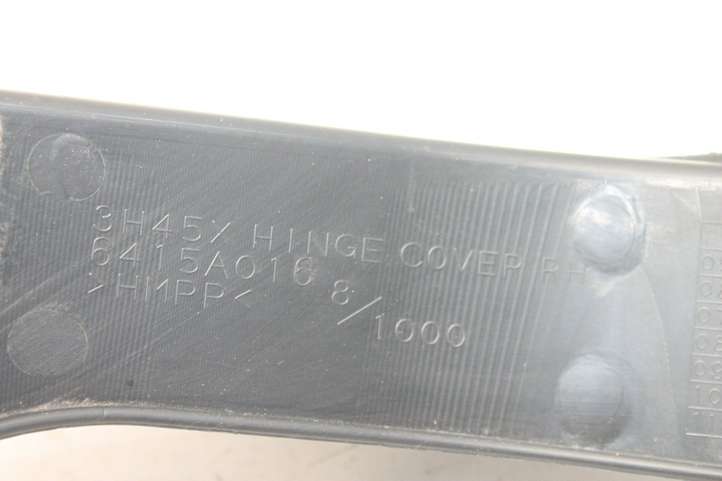 3H45X HINGE COVER RH
6415A016 8/1000
>HMPP<